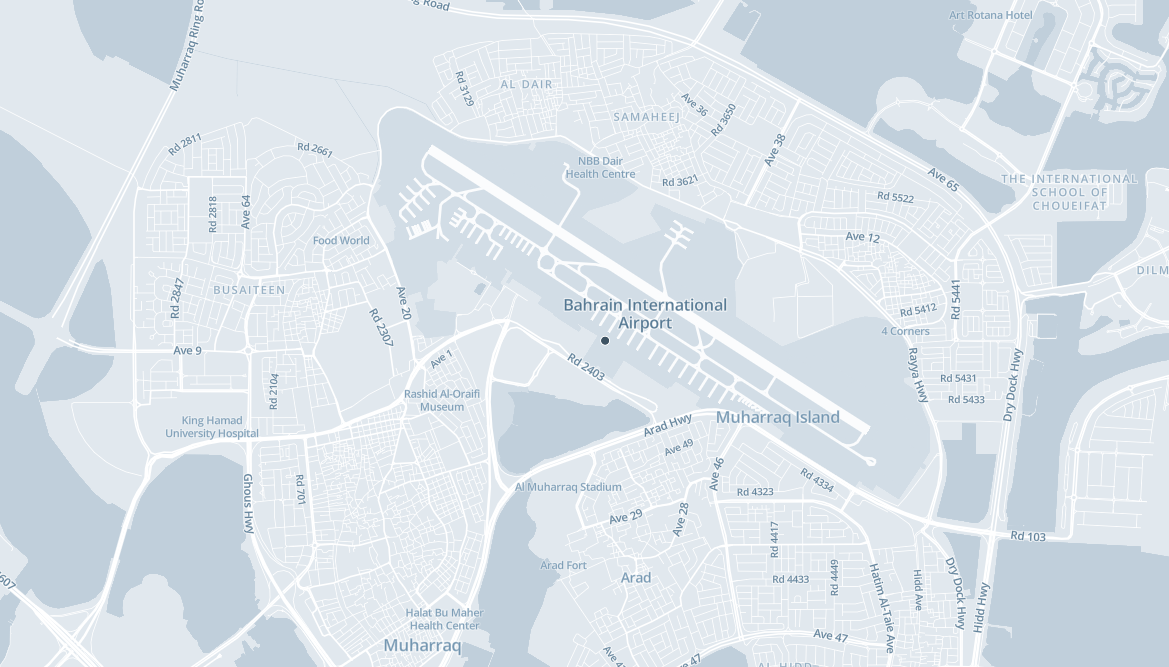 g Road
Muharraq Ring Ro
Art Rotana Hotel
Rd 3129
AL DAIR
Ave 36
Rd 3650
SAMAHEEJ
Ave 38
Rd 2811
Rd 2661
NBB Dair
Health Centre
Rd 3621
Ave 65
THE INTERNATIONAL
SCHOOL OF
CHOUEIFAT
Rd 5522
Rd 2818
Ave 64
Food World
Ave 12
DILM
Rd 2847
BUSAITEEN
Ave 20
Rd 2307
Bahrain International
Airport
Rd 5412
Rd 5441
4 Corners
Ave 9
Ave 1
Rd 2403
Rayya Hwy
Dry Dock Hwy
Rd 5431
Rd 5433
Rd 2104
Rashid Al-Oraifi
Museum
King Hamad
University Hospital
Arad Hwy
Muharraq Island
Ave 49
Ave 46
Rd 4334
Ghous Hwy
Rd 701
Al Muharraq Stadium
Rd 4323
Ave 29
Ave 28
Rd 4417
Rd 103
Arad Fort
Arad
Rd 4433
Rd 4449
Hatim Al-Taie Ave
Hidd Ave
Dry Dock Hwy
Hidd Hwy
1607
Halat Bu Maher
Health Center
Muharraq
Ave 47
Ave 4
e 47
AL HIDD